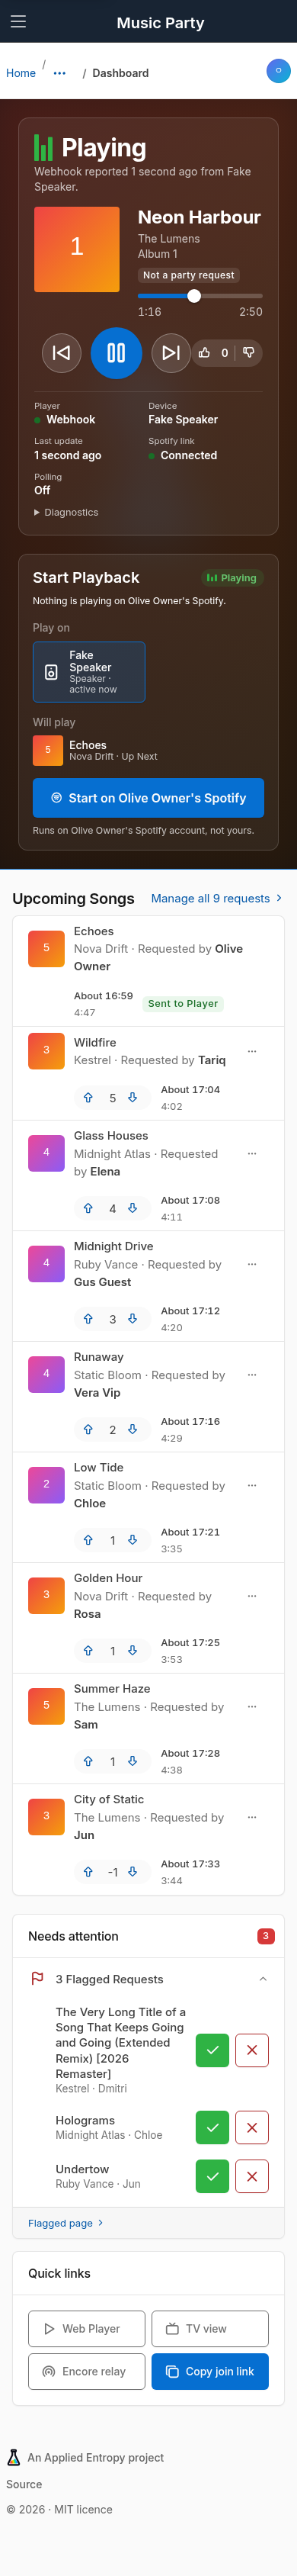 Music Party
Home / ··· / Dashboard
O
Playing
Webhook reported 1 second ago from Fake
Speaker.
1
Neon Harbour
The Lumens
Album 1
Not a party request
1:16 2:50
0
Player
Webhook
Device
Fake Speaker
Last update
1 second ago
Spotify link
Connected
Polling
Off
Diagnostics
Start Playback
Playing
Nothing is playing on Olive Owner's Spotify.
Play on
Fake
Speaker
Speaker ·
active now
Will play
5
Echoes
Nova Drift · Up Next
Start on Olive Owner's Spotify
Runs on Olive Owner's Spotify account, not yours.
Upcoming Songs
Manage all 9 requests
5
Echoes
Nova Drift · Requested by Olive
Owner
About 16:59
4:47
Sent to Player
3
Wildfire
Kestrel · Requested by Tariq
5
About 17:04
4:02
4
Glass Houses
Midnight Atlas · Requested
by Elena
4
About 17:08
4:11
4
Midnight Drive
Ruby Vance · Requested by
Gus Guest
3
About 17:12
4:20
4
Runaway
Static Bloom · Requested by
Vera Vip
2
About 17:16
4:29
2
Low Tide
Static Bloom · Requested by
Chloe
1
About 17:21
3:35
3
Golden Hour
Nova Drift · Requested by
Rosa
1
About 17:25
3:53
5
Summer Haze
The Lumens · Requested by
Sam
1
About 17:28
4:38
3
City of Static
The Lumens · Requested by
Jun
-1
About 17:33
3:44
Needs attention
3
3 Flagged Requests
The Very Long Title of a
Song That Keeps Going
and Going (Extended
Remix) [2026
Remaster]
Kestrel · Dmitri
Holograms
Midnight Atlas · Chloe
Undertow
Ruby Vance · Jun
Flagged page
Quick links
Web Player
TV view
Encore relay
Copy join link
An Applied Entropy project
Source
© 2026 · MIT licence